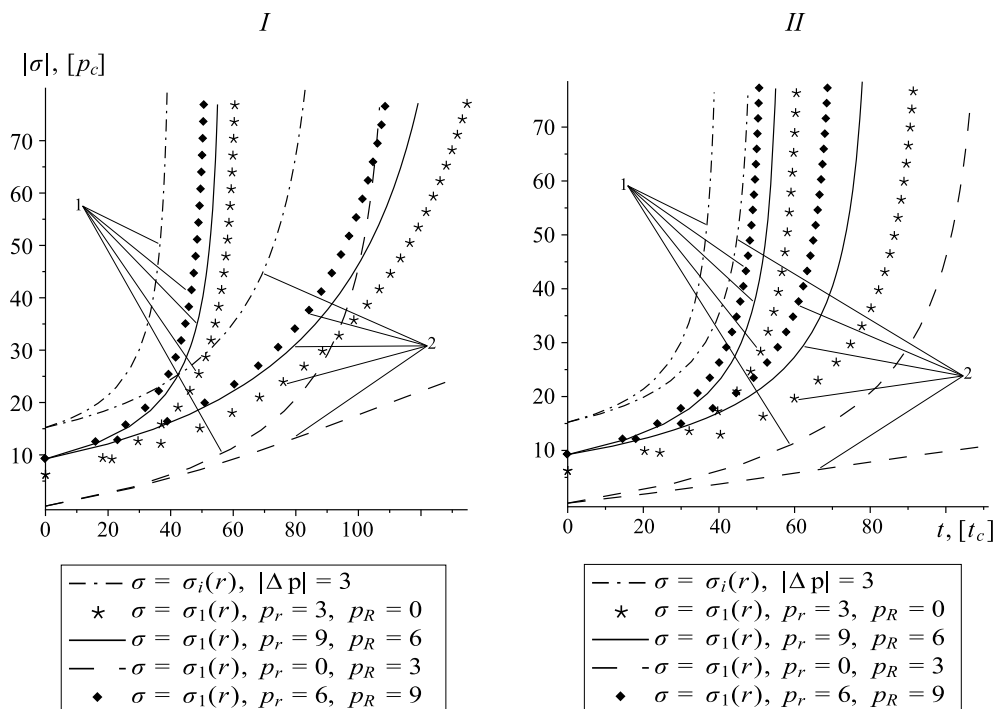 I
II
|σ|, [p_c]
70
60
50
40
30
20
10
0
20
40
60
80
100
1
2
70
60
50
40
30
20
10
0
20
40
60
80
t, [t_c]
1
2
σ = σ_i(r), |Δ p| = 3
σ = σ_1(r), p_r = 3, p_R = 0
σ = σ_1(r), p_r = 9, p_R = 6
σ = σ_1(r), p_r = 0, p_R = 3
σ = σ_1(r), p_r = 6, p_R = 9
σ = σ_i(r), |Δ p| = 3
σ = σ_1(r), p_r = 3, p_R = 0
σ = σ_1(r), p_r = 9, p_R = 6
σ = σ_1(r), p_r = 0, p_R = 3
σ = σ_1(r), p_r = 6, p_R = 9